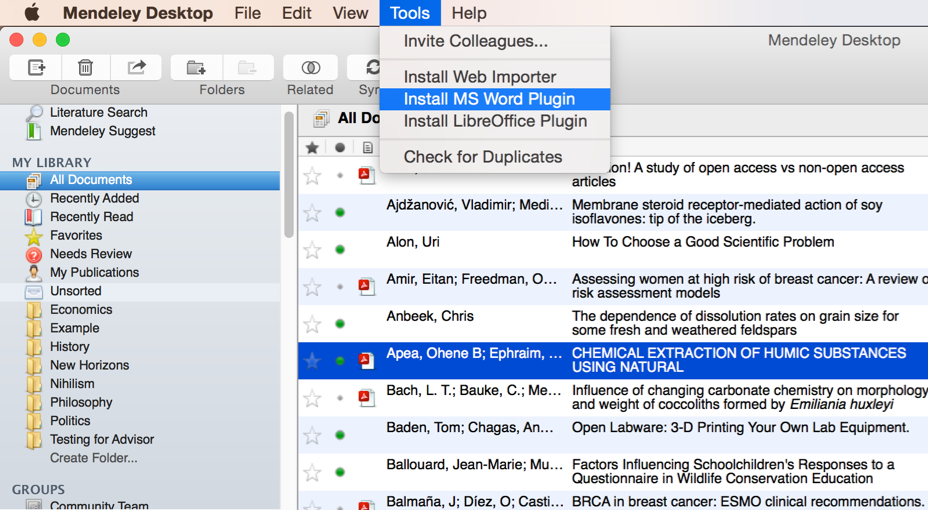 Mendeley Desktop File Edit View Tools Help
Invite Colleagues...
Install Web Importer
Install MS Word Plugin
Install LibreOffice Plugin
Check for Duplicates
Mendeley Desktop
Documents Folders Related
Literature Search
Mendeley Suggest
MY LIBRARY
All Documents
Recently Added
Recently Read
Favorites
Needs Review
My Publications
Unsorted
Economics
Example
History
New Horizons
Nihilism
Philosophy
Politics
Testing for Advisor
Create Folder...
GROUPS
Community Team
All
A study of open access vs non-open access
articles
Ajdžanović, Vladimir; Medi... Membrane steroid receptor-mediated action of soy
isoflavones: tip of the iceberg.
Alon, Uri How To Choose a Good Scientific Problem
Amir, Eitan; Freedman, O... Assessing women at high risk of breast cancer: A review o
risk assessment models
Anbeek, Chris The dependence of dissolution rates on grain size for
some fresh and weathered feldspars
Apea, Ohene B; Ephraim, ... CHEMICAL EXTRACTION OF HUMIC SUBSTANCES
USING NATURAL
Bach, L. T.; Bauke, C.; Me... Influence of changing carbonate chemistry on morphology
and weight of coccoliths formed by Emiliania huxleyi
Baden, Tom; Chagas, An... Open Labware: 3-D Printing Your Own Lab Equipment.
Ballouard, Jean-Marie; Mu... Factors Influencing Schoolchildren's Responses to a
Questionnaire in Wildlife Conservation Education
Balmaña, J; Díez, O; Casti... BRCA in breast cancer: ESMO clinical recommendations.